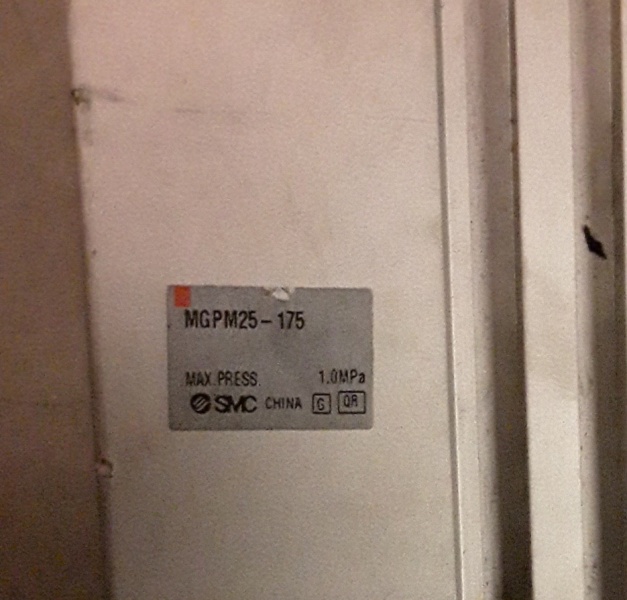 MGPM25-175
MAX.PRESS. 1.0MPa
SMC CHINA G QR